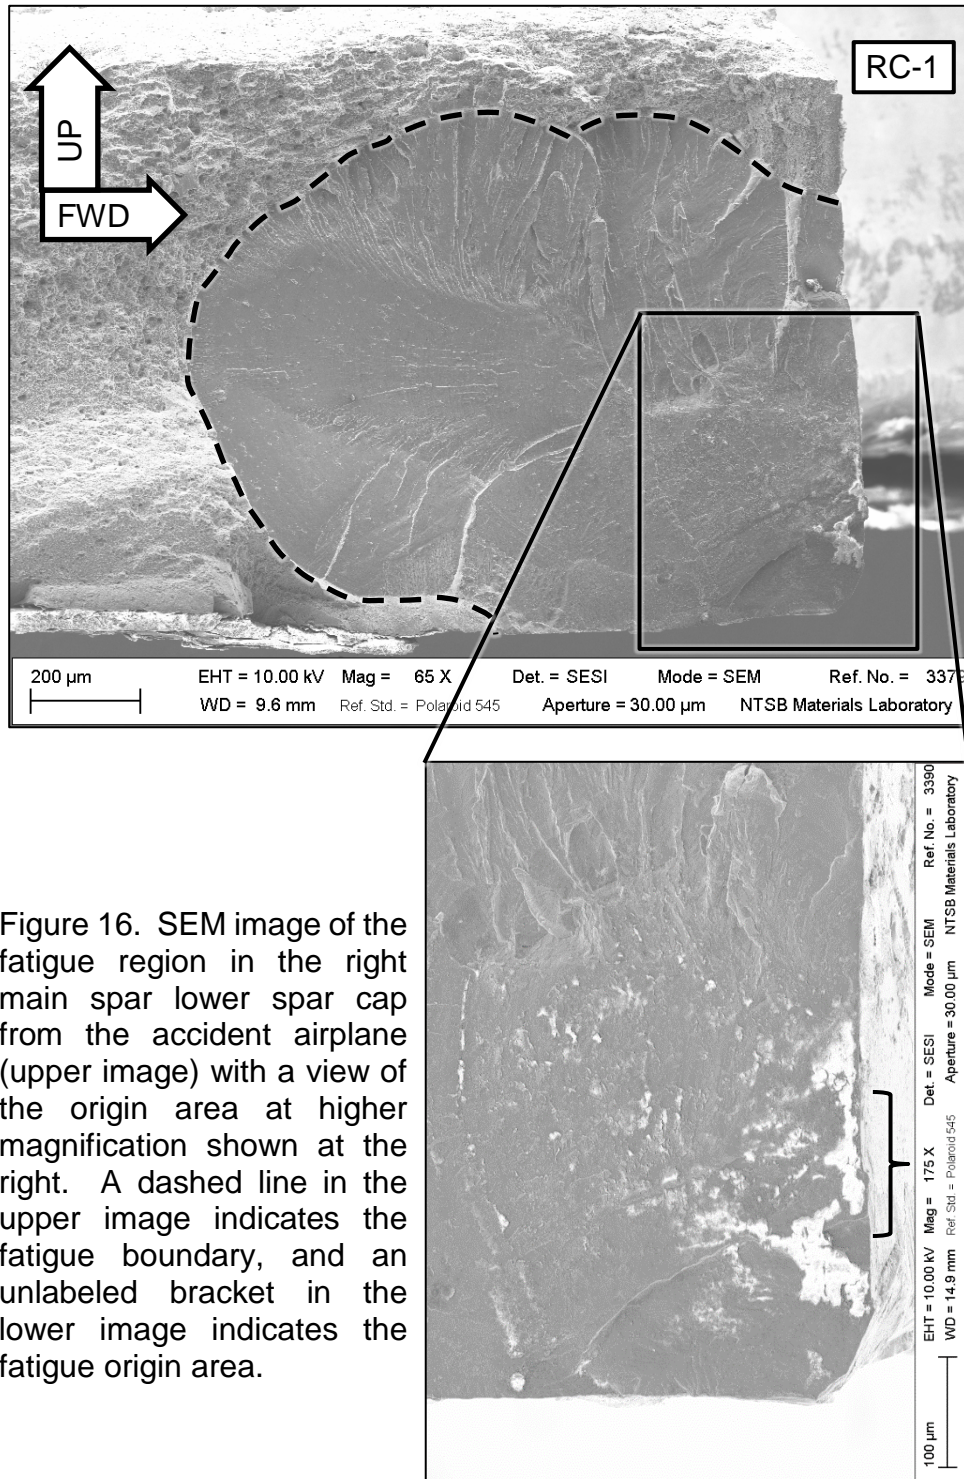 RC-1
UP
FWD
200 µm
EHT = 10.00 kV Mag = 65 X Det. = SESI Mode = SEM Ref. No. = 3379
WD = 9.6 mm Ref. Std. = Polaroid 545 Aperture = 30.00 µm NTSB Materials Laboratory
Figure 16. SEM image of the
fatigue region in the right
main spar lower spar cap
from the accident airplane
(upper image) with a view of
the origin area at higher
magnification shown at the
right. A dashed line in the
upper image indicates the
fatigue boundary, and an
unlabeled bracket in the
lower image indicates the
fatigue origin area.
100 µm
EHT = 10.00 kV Mag = 175 X Det. = SESI Mode = SEM Ref. No. = 3390
WD = 14.9 mm Ref. Std. = Polaroid 545 Aperture = 30.00 µm NTSB Materials Laboratory